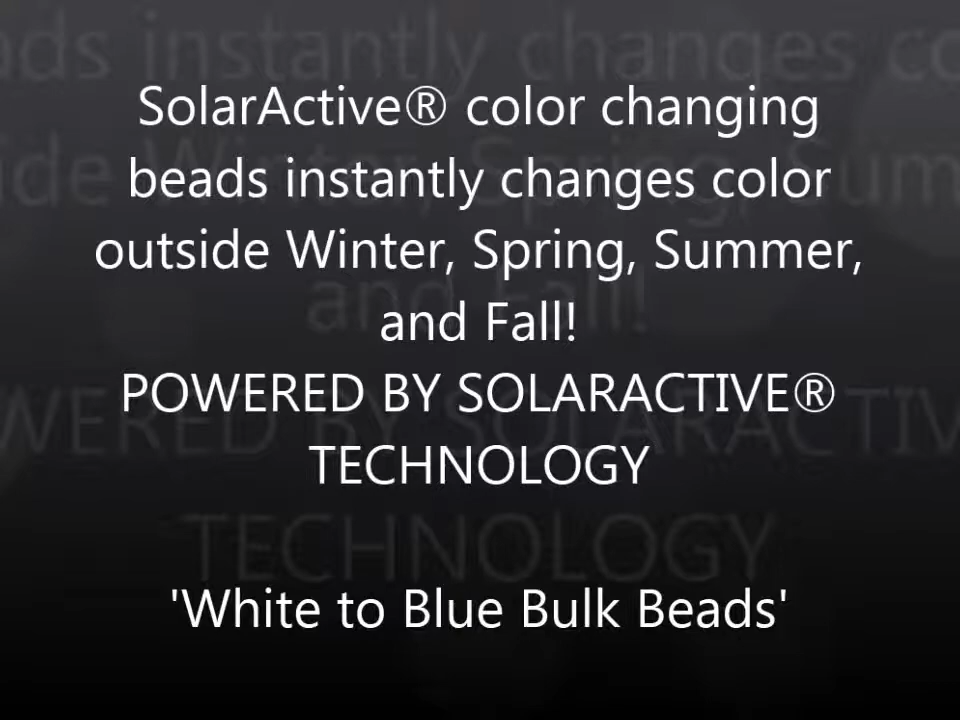 SolarActive® color changing
beads instantly changes color
outside Winter, Spring, Summer,
and Fall!
POWERED BY SOLARACTIVE®
TECHNOLOGY
'White to Blue Bulk Beads'